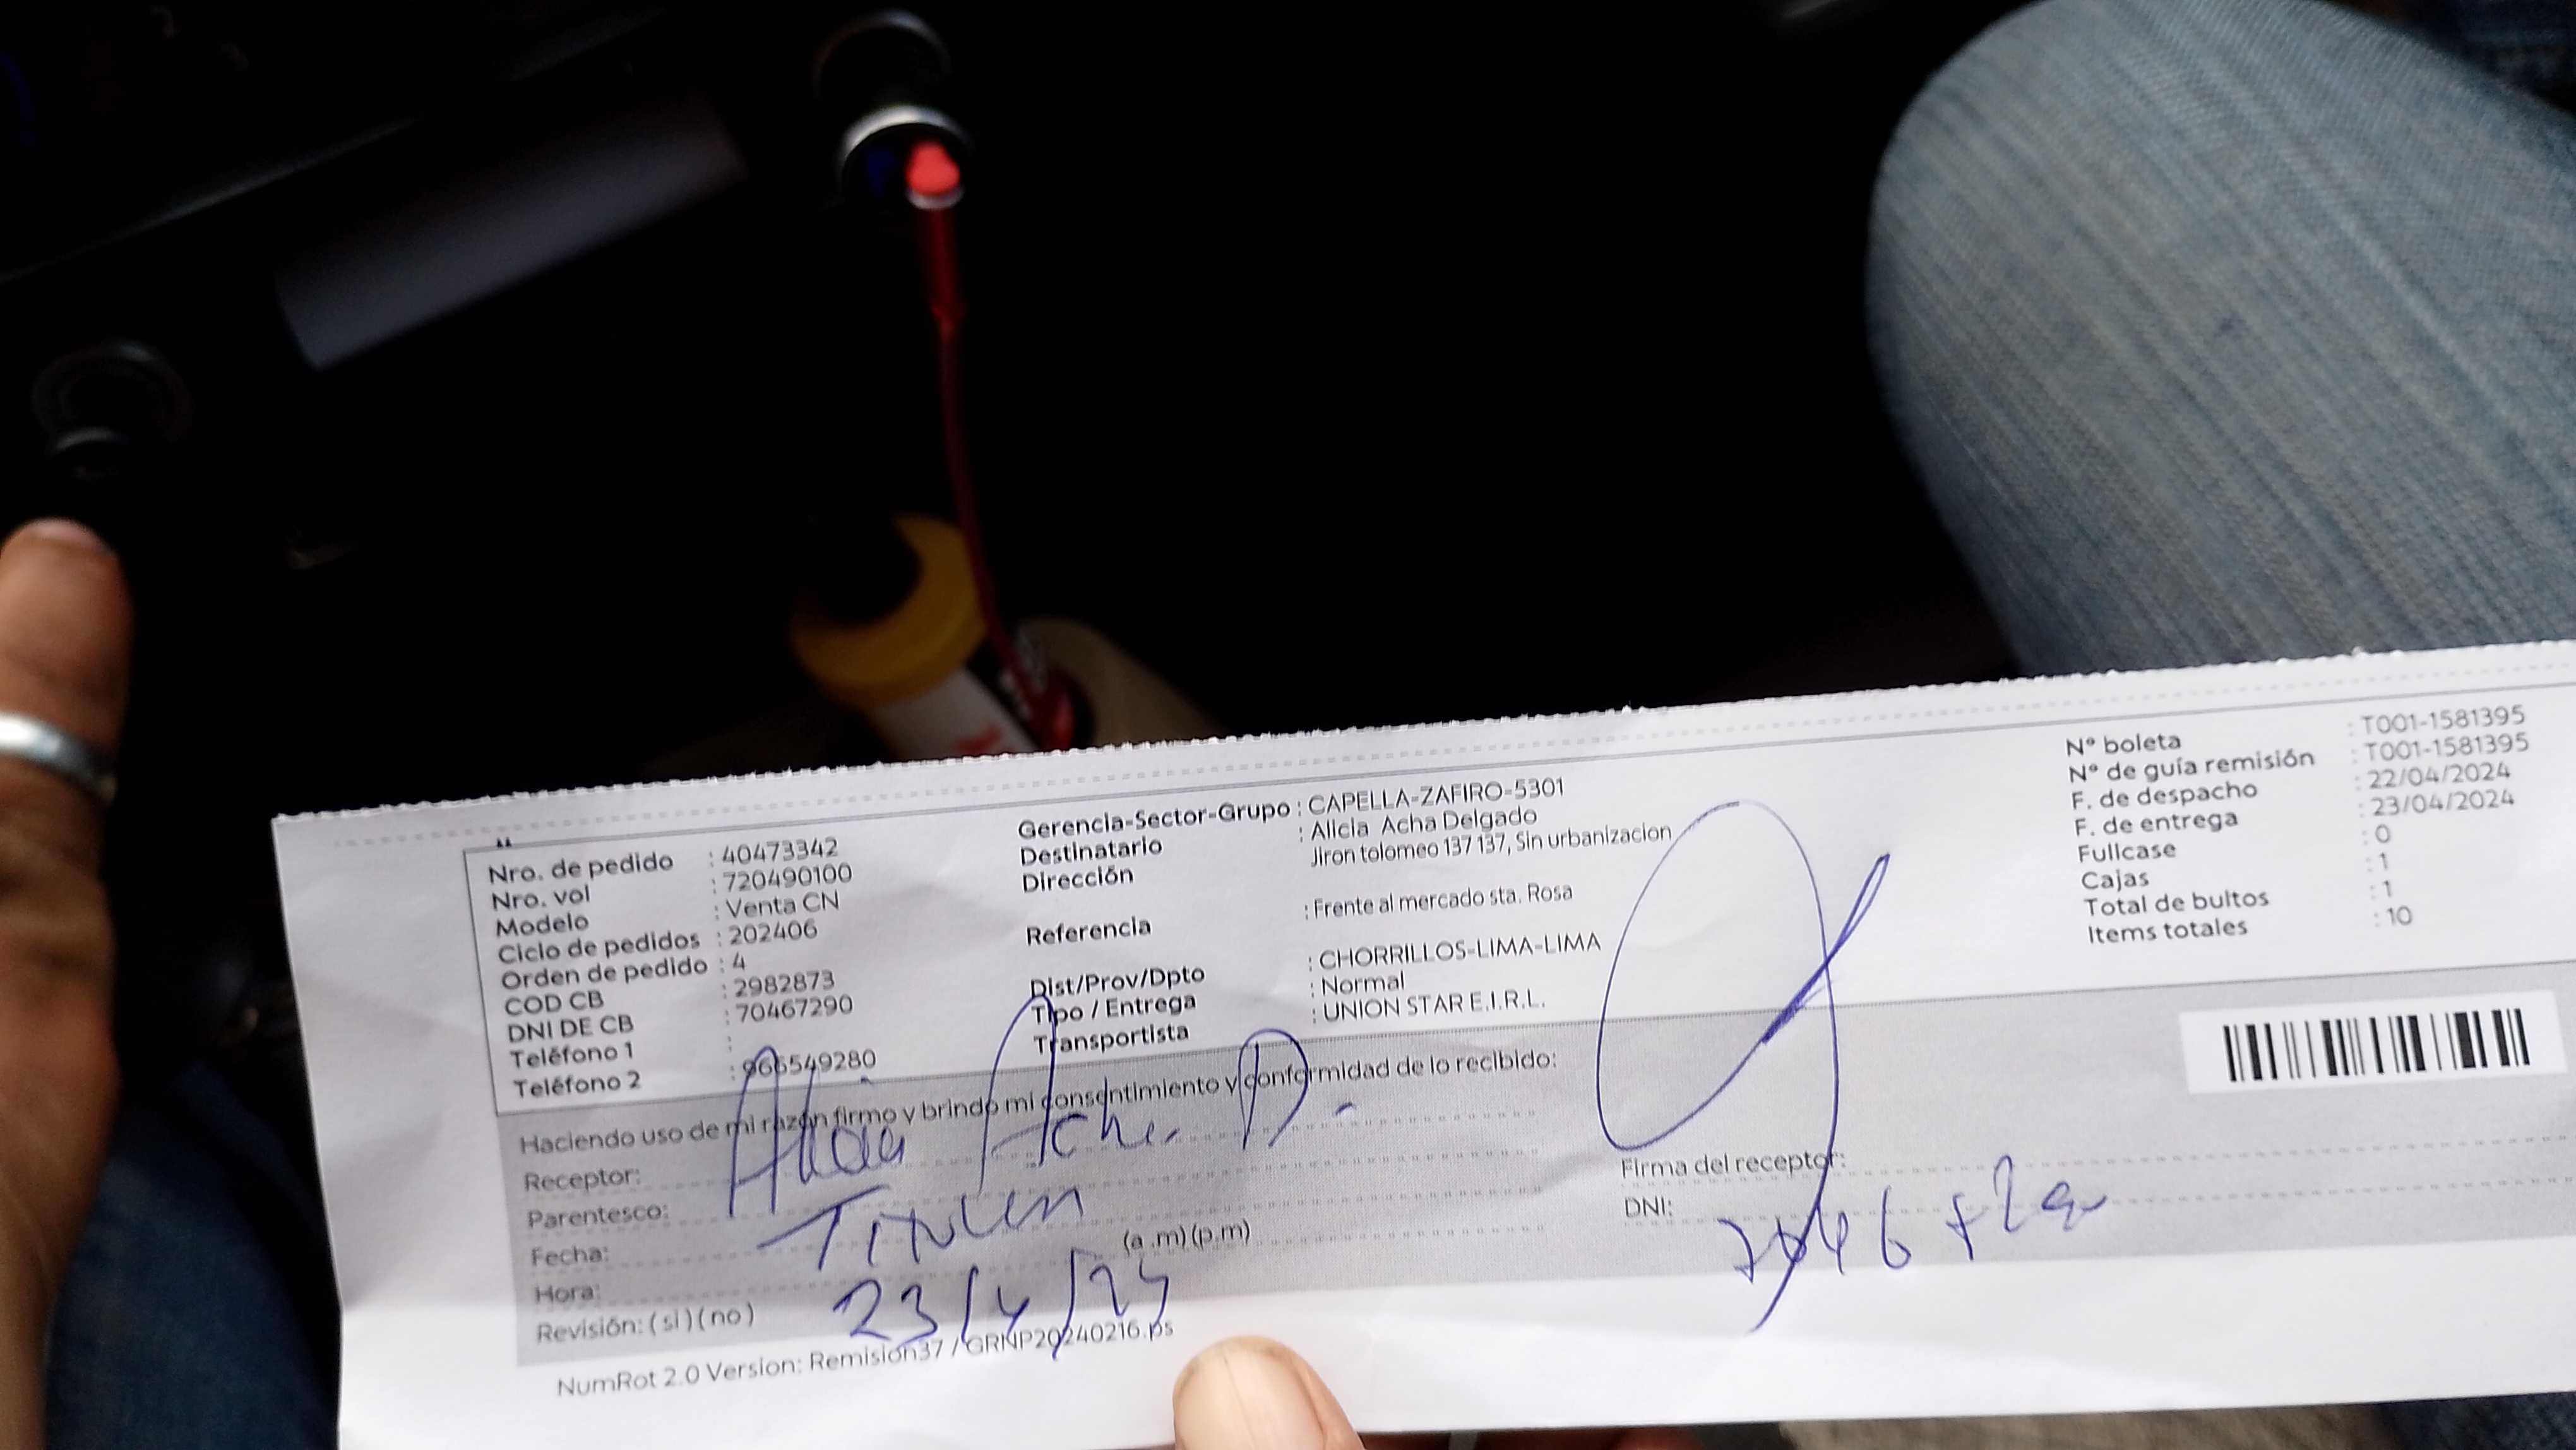 Nro. de pedido : 40473342
Nro. vol : 720490100
Modelo : Venta CN
Ciclo de pedidos : 202406
Orden de pedido : 4
COD CB : 2982873
DNI DE CB : 70467290
Teléfono 1 :
Teléfono 2 : 966549280
Gerencia-Sector-Grupo : CAPELLA-ZAFIRO-5301
Destinatario : Alicia Acha Delgado
Dirección Jiron tolomeo 137 137, Sin urbanizacion
Referencia : Frente al mercado sta. Rosa
Dist/Prov/Dpto : CHORRILLOS-LIMA-LIMA
Tipo / Entrega : Normal
Transportista : UNION STAR E.I.R.L.
N° boleta : T001-1581395
N° de guía remisión : T001-1581395
F. de despacho : 22/04/2024
F. de entrega : 23/04/2024
Fullcase : 0
Cajas : 1
Total de bultos : 1
Items totales : 10
Haciendo uso de mi razón firmo y brindo mi consentimiento y conformidad de lo recibido:
Receptor: Alicia Acha D.
Parentesco: Titular
Fecha: 23/4/24
Hora: (a .m) (p.m)
Revisión: ( si ) ( no )
Firma del receptor:
DNI:
NumRot 2.0 Version: Remision37 / GRNP20240216.ps